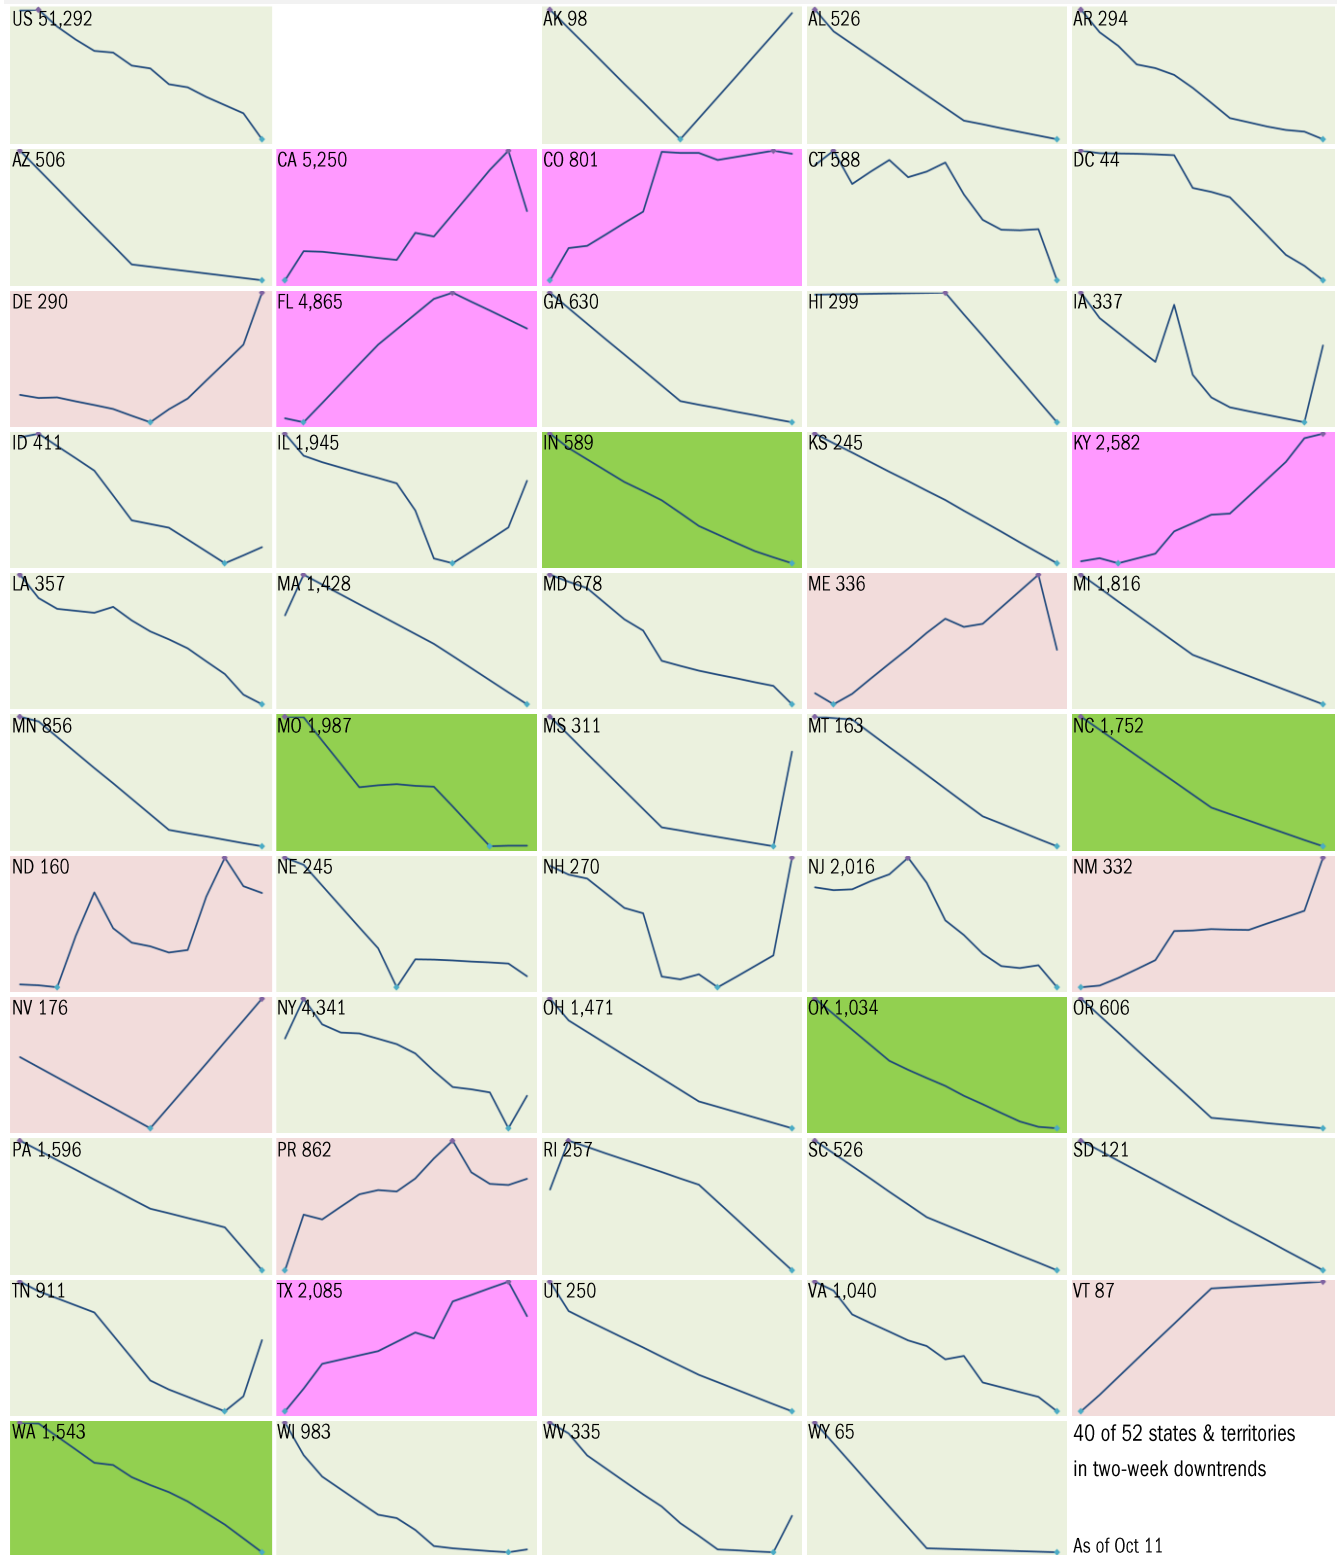 US 51,292
AK 98
AL 526
AR 294
AZ 506
CA 5,250
CO 801
CT 588
DC 44
DE 290
FL 4,865
GA 630
HI 299
IA 337
ID 411
IL 1,945
IN 589
KS 245
KY 2,582
LA 357
MA 1,428
MD 678
ME 336
MI 1,816
MN 856
MO 1,987
MS 311
MT 163
NC 1,752
ND 160
NE 245
NH 270
NJ 2,016
NM 332
NV 176
NY 4,341
OH 1,471
OK 1,034
OR 606
PA 1,596
PR 862
RI 257
SC 526
SD 121
TN 911
TX 2,085
UT 250
VA 1,040
VT 87
WA 1,543
WI 983
WV 335
WY 65
40 of 52 states & territories
in two-week downtrends
As of Oct 11